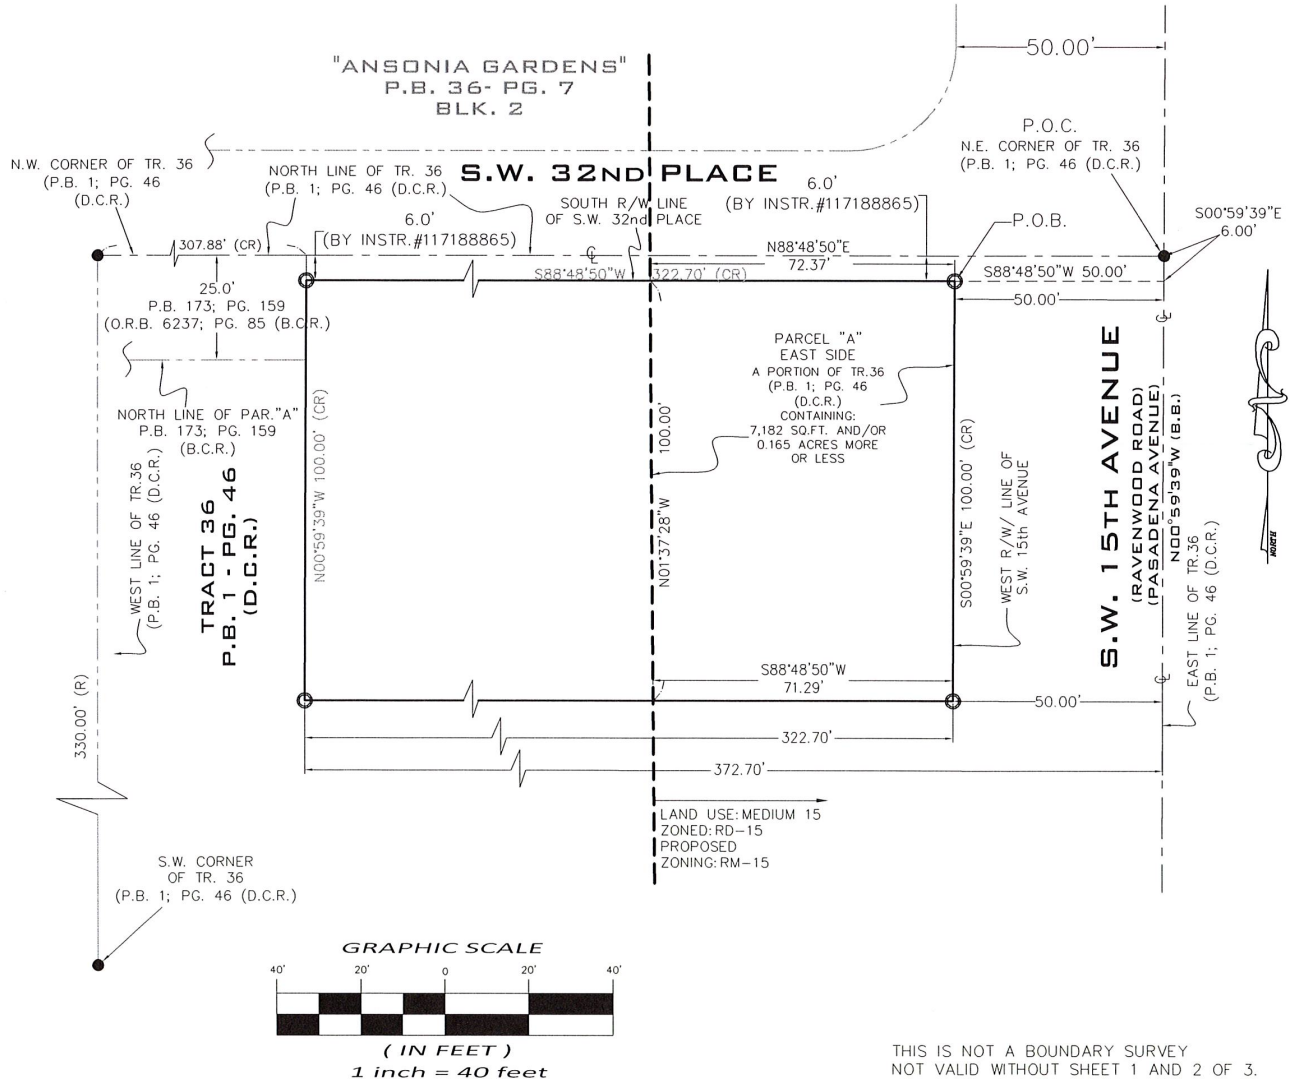 50.00'
"ANSONIA GARDENS"
P.B. 36- PG. 7
BLK. 2
P.O.C.
N.E. CORNER OF TR. 36
(P.B. 1; PG. 46 (D.C.R.)
N.W. CORNER OF TR. 36
(P.B. 1; PG. 46
(D.C.R.)
NORTH LINE OF TR. 36
(P.B. 1; PG. 46 (D.C.R.)
S.W. 32ND PLACE
6.0'
(BY INSTR.#117188865)
SOUTH R/W LINE
OF S.W. 32nd PLACE
6.0'
(BY INSTR.#117188865)
P.O.B.
S00°59'39"E
6.00'
307.88' (CR)
℄
N88°48'50"E
72.37'
S88°48'50"W
322.70' (CR)
S88°48'50"W 50.00'
50.00'
25.0'
P.B. 173; PG. 159
(O.R.B. 6237; PG. 85 (B.C.R.)
℄
PARCEL "A"
EAST SIDE
A PORTION OF TR.36
(P.B. 1; PG. 46
(D.C.R.)
CONTAINING:
7,182 SQ.FT. AND/OR
0.165 ACRES MORE
OR LESS
NORTH LINE OF PAR."A"
P.B. 173; PG. 159
(B.C.R.)
WEST LINE OF TR.36
(P.B. 1; PG. 46 (D.C.R.)
TRACT 36
P.B. 1 - PG. 46
(D.C.R.)
N00°59'39"W 100.00' (CR)
N01°37'28"W 100.00'
S00°59'39"E 100.00' (CR)
WEST R/W/ LINE OF
S.W. 15th AVENUE
S.W. 15TH AVENUE
(RAVENWOOD ROAD)
(PASADENA AVENUE)
N00°59'39"W (B.B.)
EAST LINE OF TR.36
(P.B. 1; PG. 46 (D.C.R.)
NORTH
S88°48'50"W
71.29'
℄
50.00'
330.00' (R)
322.70'
372.70'
LAND USE: MEDIUM 15
ZONED: RD-15
PROPOSED
ZONING: RM-15
S.W. CORNER
OF TR. 36
(P.B. 1; PG. 46 (D.C.R.)
GRAPHIC SCALE
40' 20' 0 20' 40'
( IN FEET )
1 inch = 40 feet
THIS IS NOT A BOUNDARY SURVEY
NOT VALID WITHOUT SHEET 1 AND 2 OF 3.